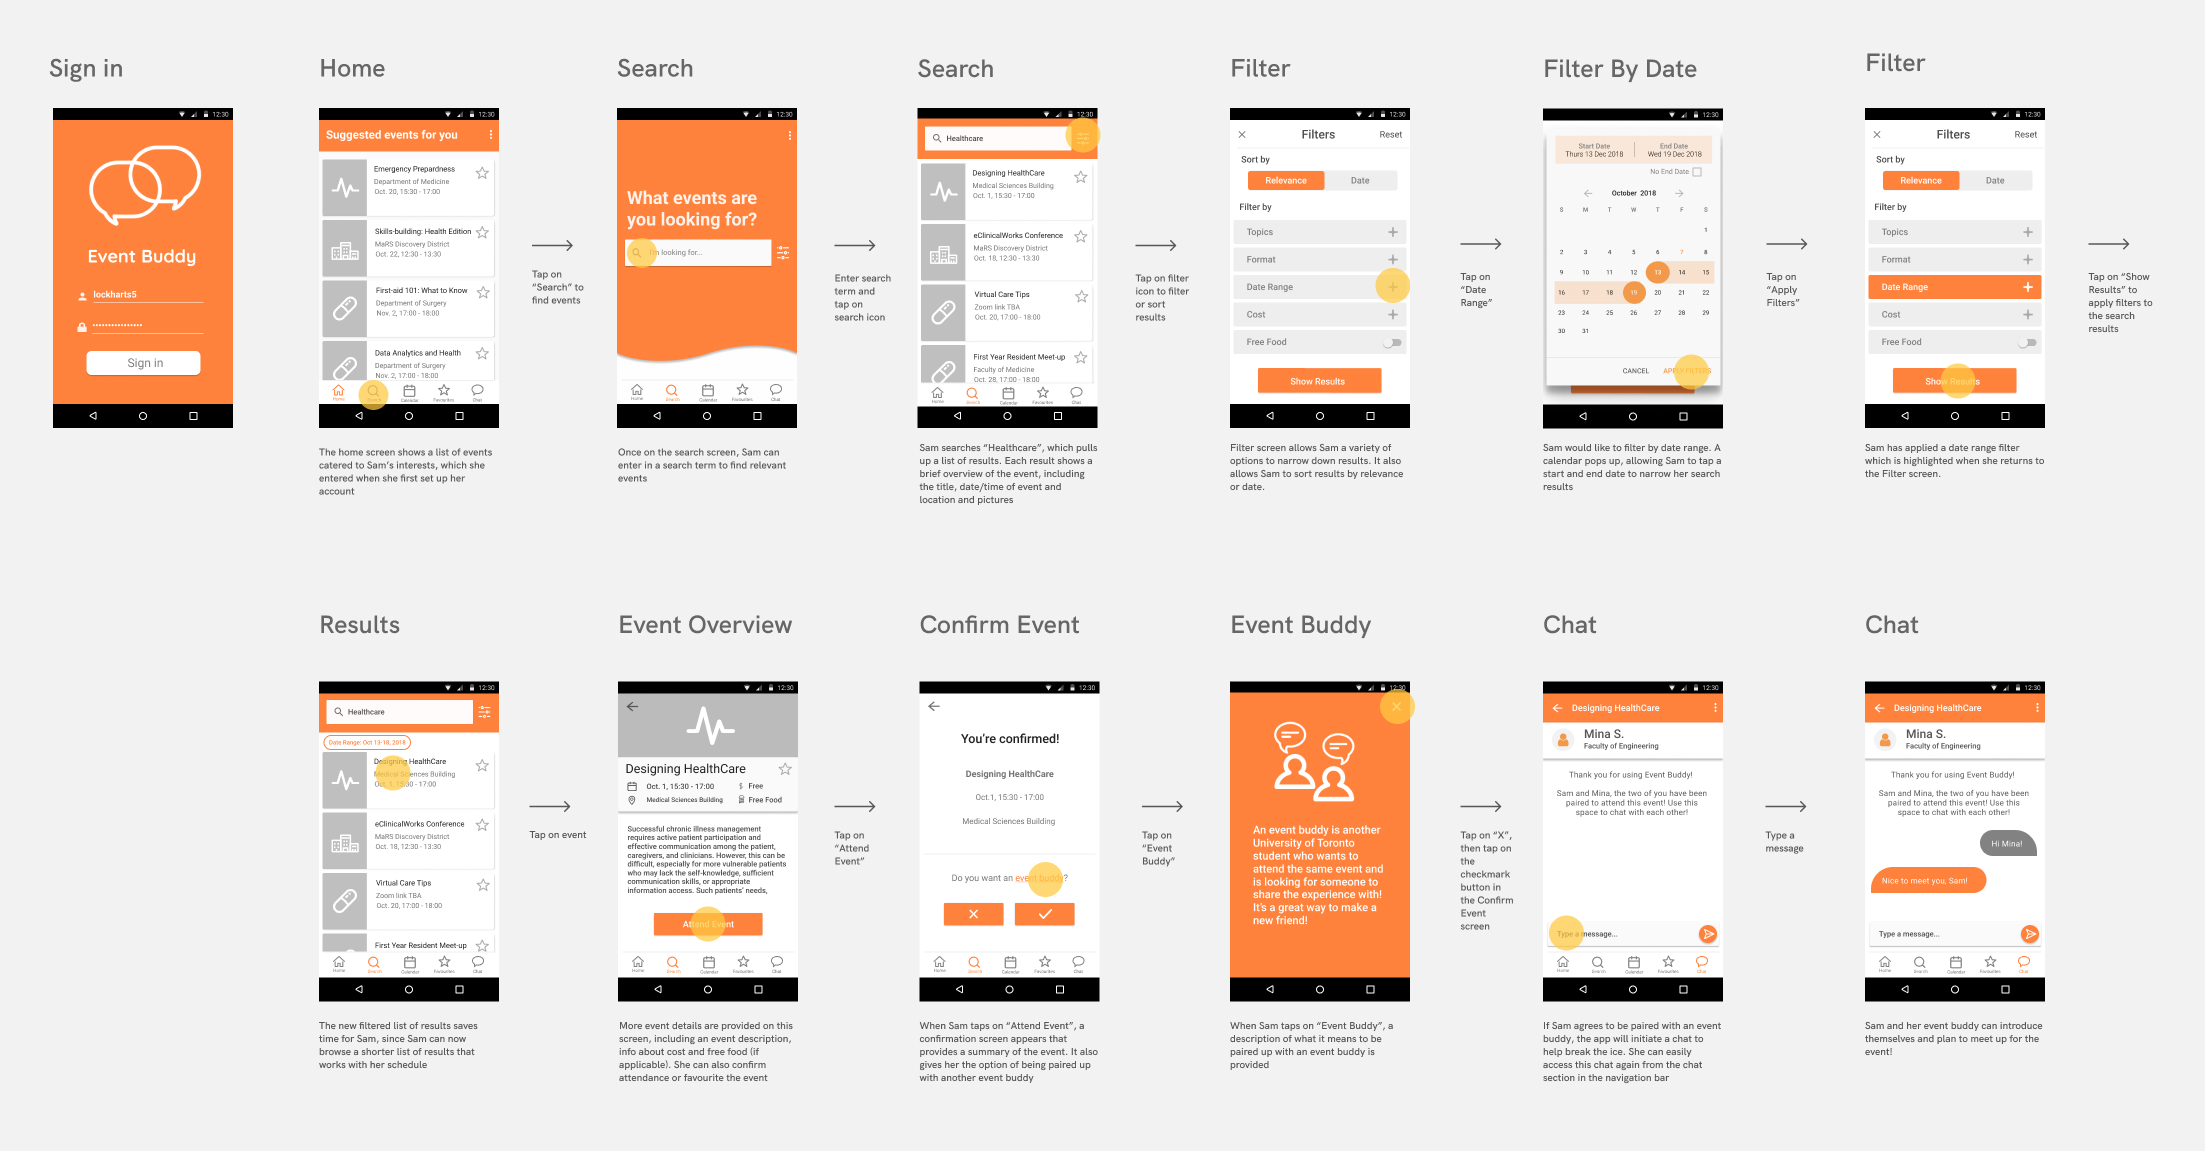 Sign in
12:30
Event Buddy
lockharts5
Sign in
Home
12:30
Suggested events for you
Emergency Preparedness
Department of Medicine
Oct. 20, 15:30 - 17:00
Skills-building: Health Edition
MaRS Discovery District
Oct. 22, 12:30 - 13:30
First-aid 101: What to Know
Department of Surgery
Nov. 2, 17:00 - 18:00
Data Analytics and Health
Department of Surgery
Nov. 2, 17:00 - 18:00
Home
Search
Calendar
Favourites
Chat
The home screen shows a list of events
catered to Sam's interests, which she
entered when she first set up her
account
Tap on
"Search" to
find events
Search
12:30
What events are
you looking for?
I'm looking for...
Home
Search
Calendar
Favourites
Chat
Once on the search screen, Sam can
enter in a search term to find relevant
events
Enter search
term and
tap on
search icon
Search
12:30
Healthcare
Designing HealthCare
Medical Sciences Building
Oct. 1, 15:30 - 17:00
eClinicalWorks Conference
MaRS Discovery District
Oct. 18, 12:30 - 13:30
Virtual Care Tips
Zoom link TBA
Oct. 20, 17:00 - 18:00
First Year Resident Meet-up
Faculty of Medicine
Oct. 28, 17:00 - 18:00
Home
Search
Calendar
Favourites
Chat
Sam searches "Healthcare", which pulls
up a list of results. Each result shows a
brief overview of the event, including
the title, date/time of event and
location and pictures
Tap on filter
icon to filter
or sort
results
Filter
12:30
Filters
Reset
Sort by
Relevance
Date
Filter by
Topics
Format
Date Range
Cost
Free Food
Show Results
Filter screen allows Sam a variety of
options to narrow down results. It also
allows Sam to sort results by relevance
or date.
Tap on
"Date
Range"
Filter By Date
12:30
Start Date
Thurs 13 Dec 2018
End Date
Wed 19 Dec 2018
No End Date
October 2018
S M T W T F S
1
2 3 4 5 6 7 8
9 10 11 12 13 14 15
16 17 18 19 20 21 22
23 24 25 26 27 28 29
30 31
CANCEL
APPLY FILTERS
Sam would like to filter by date range. A
calendar pops up, allowing Sam to tap a
start and end date to narrow her search
results
Tap on
"Apply
Filters"
Filter
12:30
Filters
Reset
Sort by
Relevance
Date
Filter by
Topics
Format
Date Range
Cost
Free Food
Show Results
Sam has applied a date range filter
which is highlighted when she returns to
the Filter screen.
Tap on "Show
Results" to
apply filters to
the search
results
Results
12:30
Healthcare
Date Range: Oct 13-18, 2018
Designing HealthCare
Medical Sciences Building
Oct. 1, 15:30 - 17:00
eClinicalWorks Conference
MaRS Discovery District
Oct. 18, 12:30 - 13:30
Virtual Care Tips
Zoom link TBA
Oct. 20, 17:00 - 18:00
First Year Resident Meet-up
Home
Search
Calendar
Favourites
Chat
The new filtered list of results saves
time for Sam, since Sam can now
browse a shorter list of results that
works with her schedule
Tap on event
Event Overview
12:30
Designing HealthCare
Oct. 1, 15:30 - 17:00
$ Free
Medical Sciences Building
Free Food
Successful chronic illness management
requires active patient participation and
effective communication among the patient,
caregivers, and clinicians. However, this can be
difficult, especially for more vulnerable patients
who may lack the self-knowledge, sufficient
communication skills, or appropriate
information access. Such patients' needs,
Attend Event
Home
Search
Calendar
Favourites
Chat
More event details are provided on this
screen, including an event description,
info about cost and free food (if
applicable). She can also confirm
attendance or favourite the event
Tap on
"Attend
Event"
Confirm Event
12:30
You're confirmed!
Designing HealthCare
Oct.1, 15:30 - 17:00
Medical Sciences Building
Do you want an event buddy?
Home
Search
Calendar
Favourites
Chat
When Sam taps on "Attend Event", a
confirmation screen appears that
provides a summary of the event. It also
gives her the option of being paired up
with another event buddy
Tap on
"Event
Buddy"
Event Buddy
12:30
An event buddy is another
University of Toronto
student who wants to
attend the same event and
is looking for someone to
share the experience with!
It's a great way to make a
new friend!
When Sam taps on "Event Buddy", a
description of what it means to be
paired up with an event buddy is
provided
Tap on "X",
then tap on
the
checkmark
button in
the Confirm
Event
screen
Chat
12:30
Designing HealthCare
Mina S.
Faculty of Engineering
Thank you for using Event Buddy!
Sam and Mina, the two of you have been
paired to attend this event! Use this
space to chat with each other!
Type a message...
Home
Search
Calendar
Favourites
Chat
If Sam agrees to be paired with an event
buddy, the app will initiate a chat to
help break the ice. She can easily
access this chat again from the chat
section in the navigation bar
Type a
message
Chat
12:30
Designing HealthCare
Mina S.
Faculty of Engineering
Thank you for using Event Buddy!
Sam and Mina, the two of you have been
paired to attend this event! Use this
space to chat with each other!
Hi Mina!
Nice to meet you, Sam!
Type a message...
Home
Search
Calendar
Favourites
Chat
Sam and her event buddy can introduce
themselves and plan to meet up for the
event!